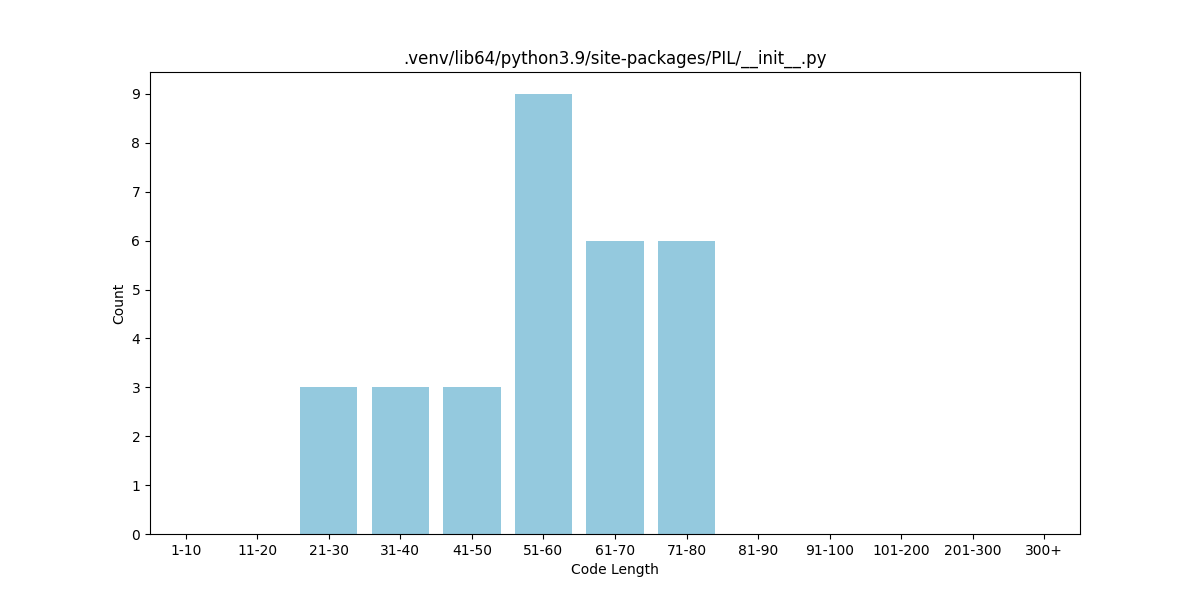 .venv/lib64/python3.9/site-packages/PIL/__init__.py
9
8
7
6
5
4
3
2
1
0
Count
1-10 11-20 21-30 31-40 41-50 51-60 61-70 71-80 81-90 91-100 101-200 201-300 300+
Code Length